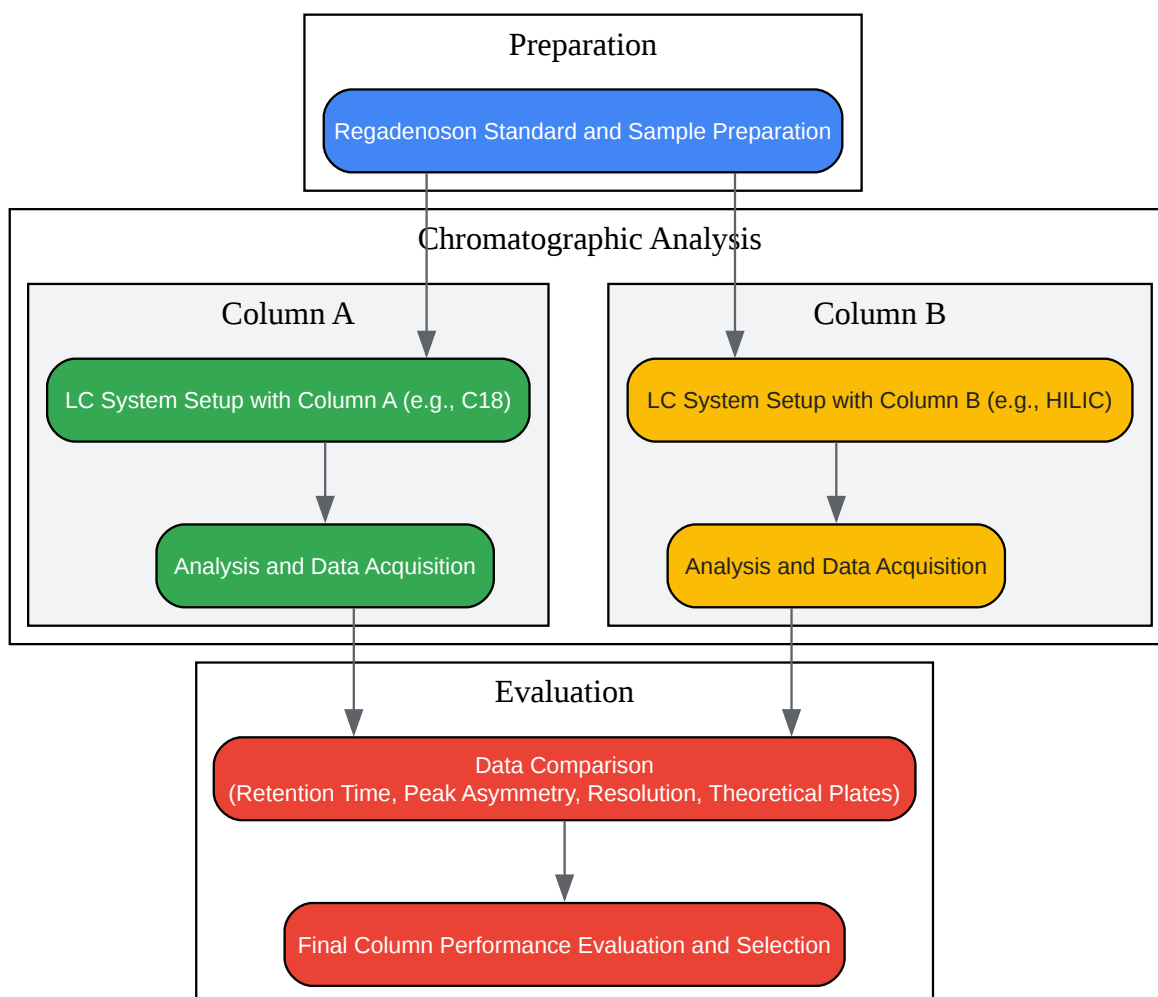 Preparation
Regadenoson Standard and Sample Preparation
Chromatographic Analysis
Column A
Column B
LC System Setup with Column A (e.g., C18)
LC System Setup with Column B (e.g., HILIC)
Analysis and Data Acquisition
Analysis and Data Acquisition
Evaluation
Data Comparison
(Retention Time, Peak Asymmetry, Resolution, Theoretical Plates)
Final Column Performance Evaluation and Selection